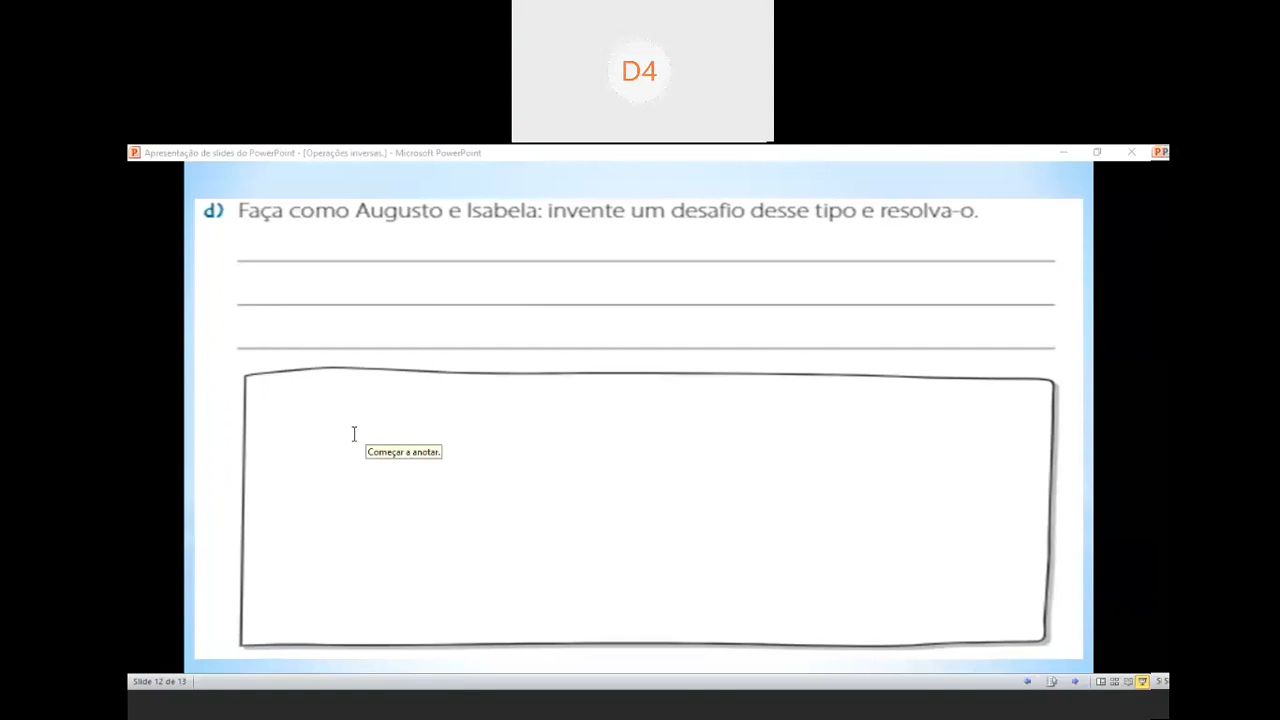 D4
Apresentação de slides do PowerPoint - [Operações inversas.] - Microsoft PowerPoint
d) Faça como Augusto e Isabela: invente um desafio desse tipo e resolva-o.
Começar a anotar.
Slide 12 de 13